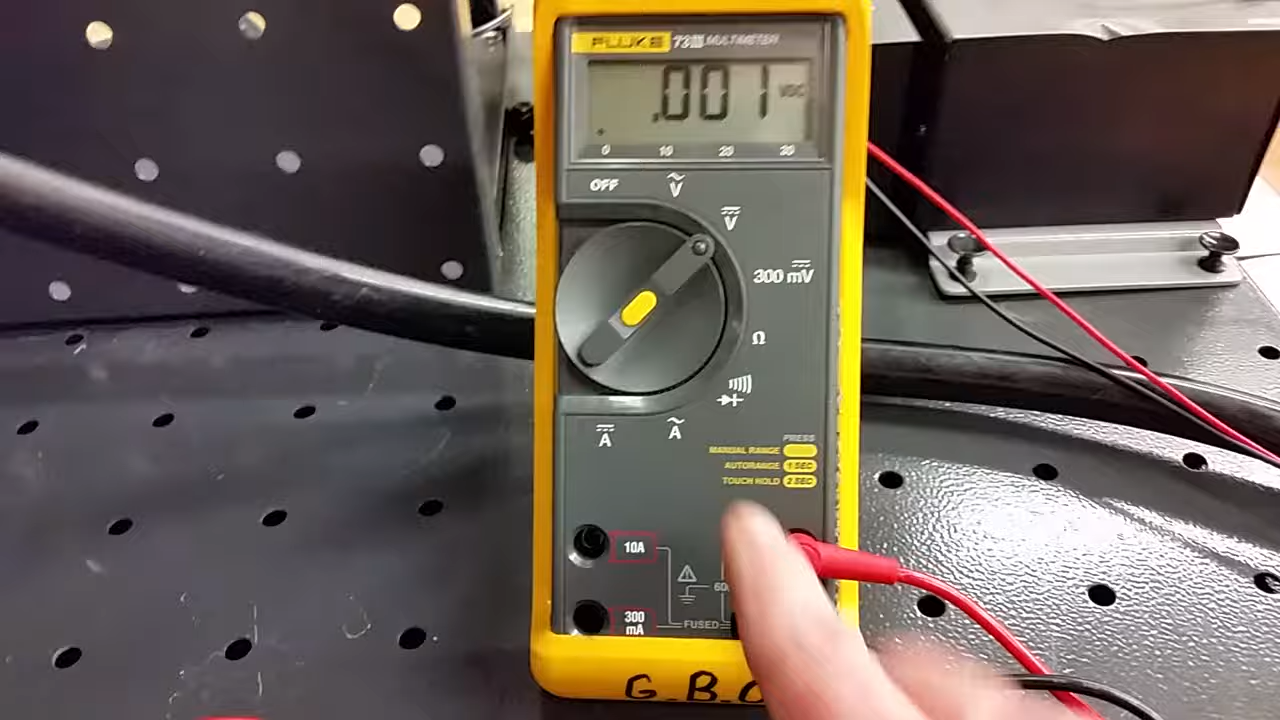 FLUKE 73III MULTIMETER
.001 VDC
0 10 20 30
OFF
V
V
300 mV
Ω
A
A
PRESS
MANUAL RANGE
AUTORANGE 1 SEC
TOUCH HOLD 2 SEC
10A
300
mA
FUSED
G.B.C